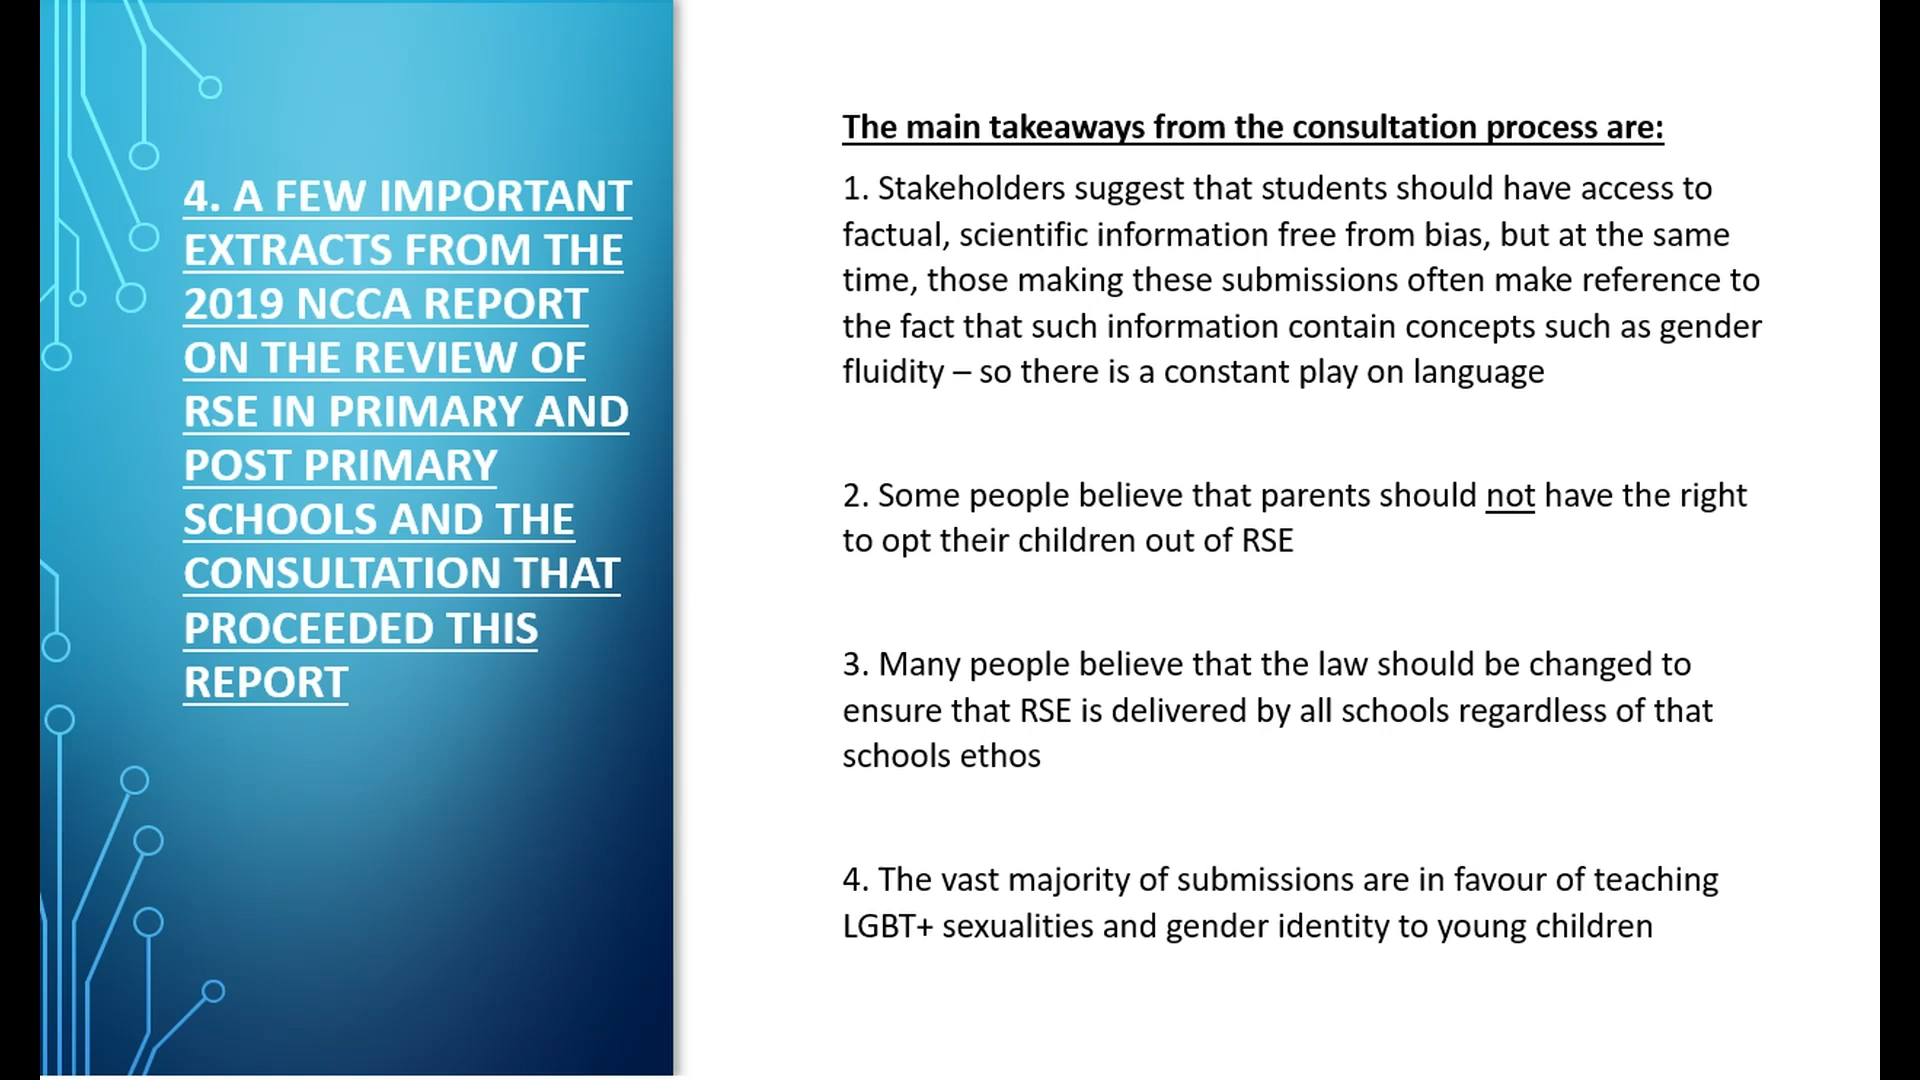 4. A FEW IMPORTANT
EXTRACTS FROM THE
2019 NCCA REPORT
ON THE REVIEW OF
RSE IN PRIMARY AND
POST PRIMARY
SCHOOLS AND THE
CONSULTATION THAT
PROCEEDED THIS
REPORT
The main takeaways from the consultation process are:
1. Stakeholders suggest that students should have access to
factual, scientific information free from bias, but at the same
time, those making these submissions often make reference to
the fact that such information contain concepts such as gender
fluidity – so there is a constant play on language
2. Some people believe that parents should not have the right
to opt their children out of RSE
3. Many people believe that the law should be changed to
ensure that RSE is delivered by all schools regardless of that
schools ethos
4. The vast majority of submissions are in favour of teaching
LGBT+ sexualities and gender identity to young children